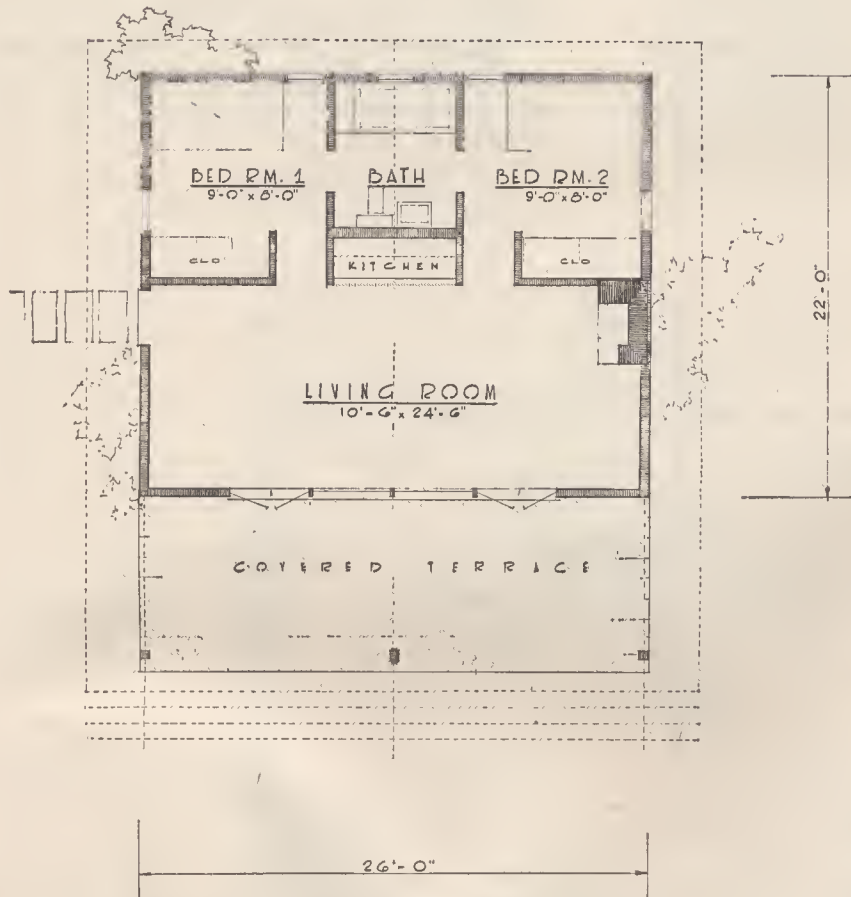 BED RM. 1
9'-0" x 8'-0"
BATH
BED RM. 2
9'-0" x 8'-0"
CLO
KITCHEN
CLO
22'-0"
LIVING ROOM
10'-6" x 24'-6"
COVERED TERRACE
26'-0"